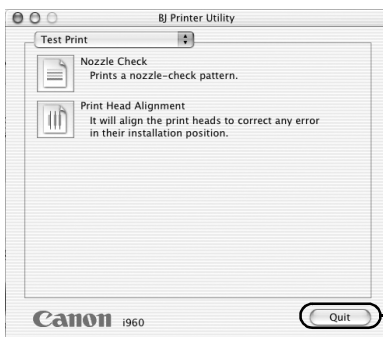 BJ Printer Utility
Test Print
Nozzle Check
Prints a nozzle-check pattern.
Print Head Alignment
It will align the print heads to correct any error
in their installation position.
Canon i960
Quit